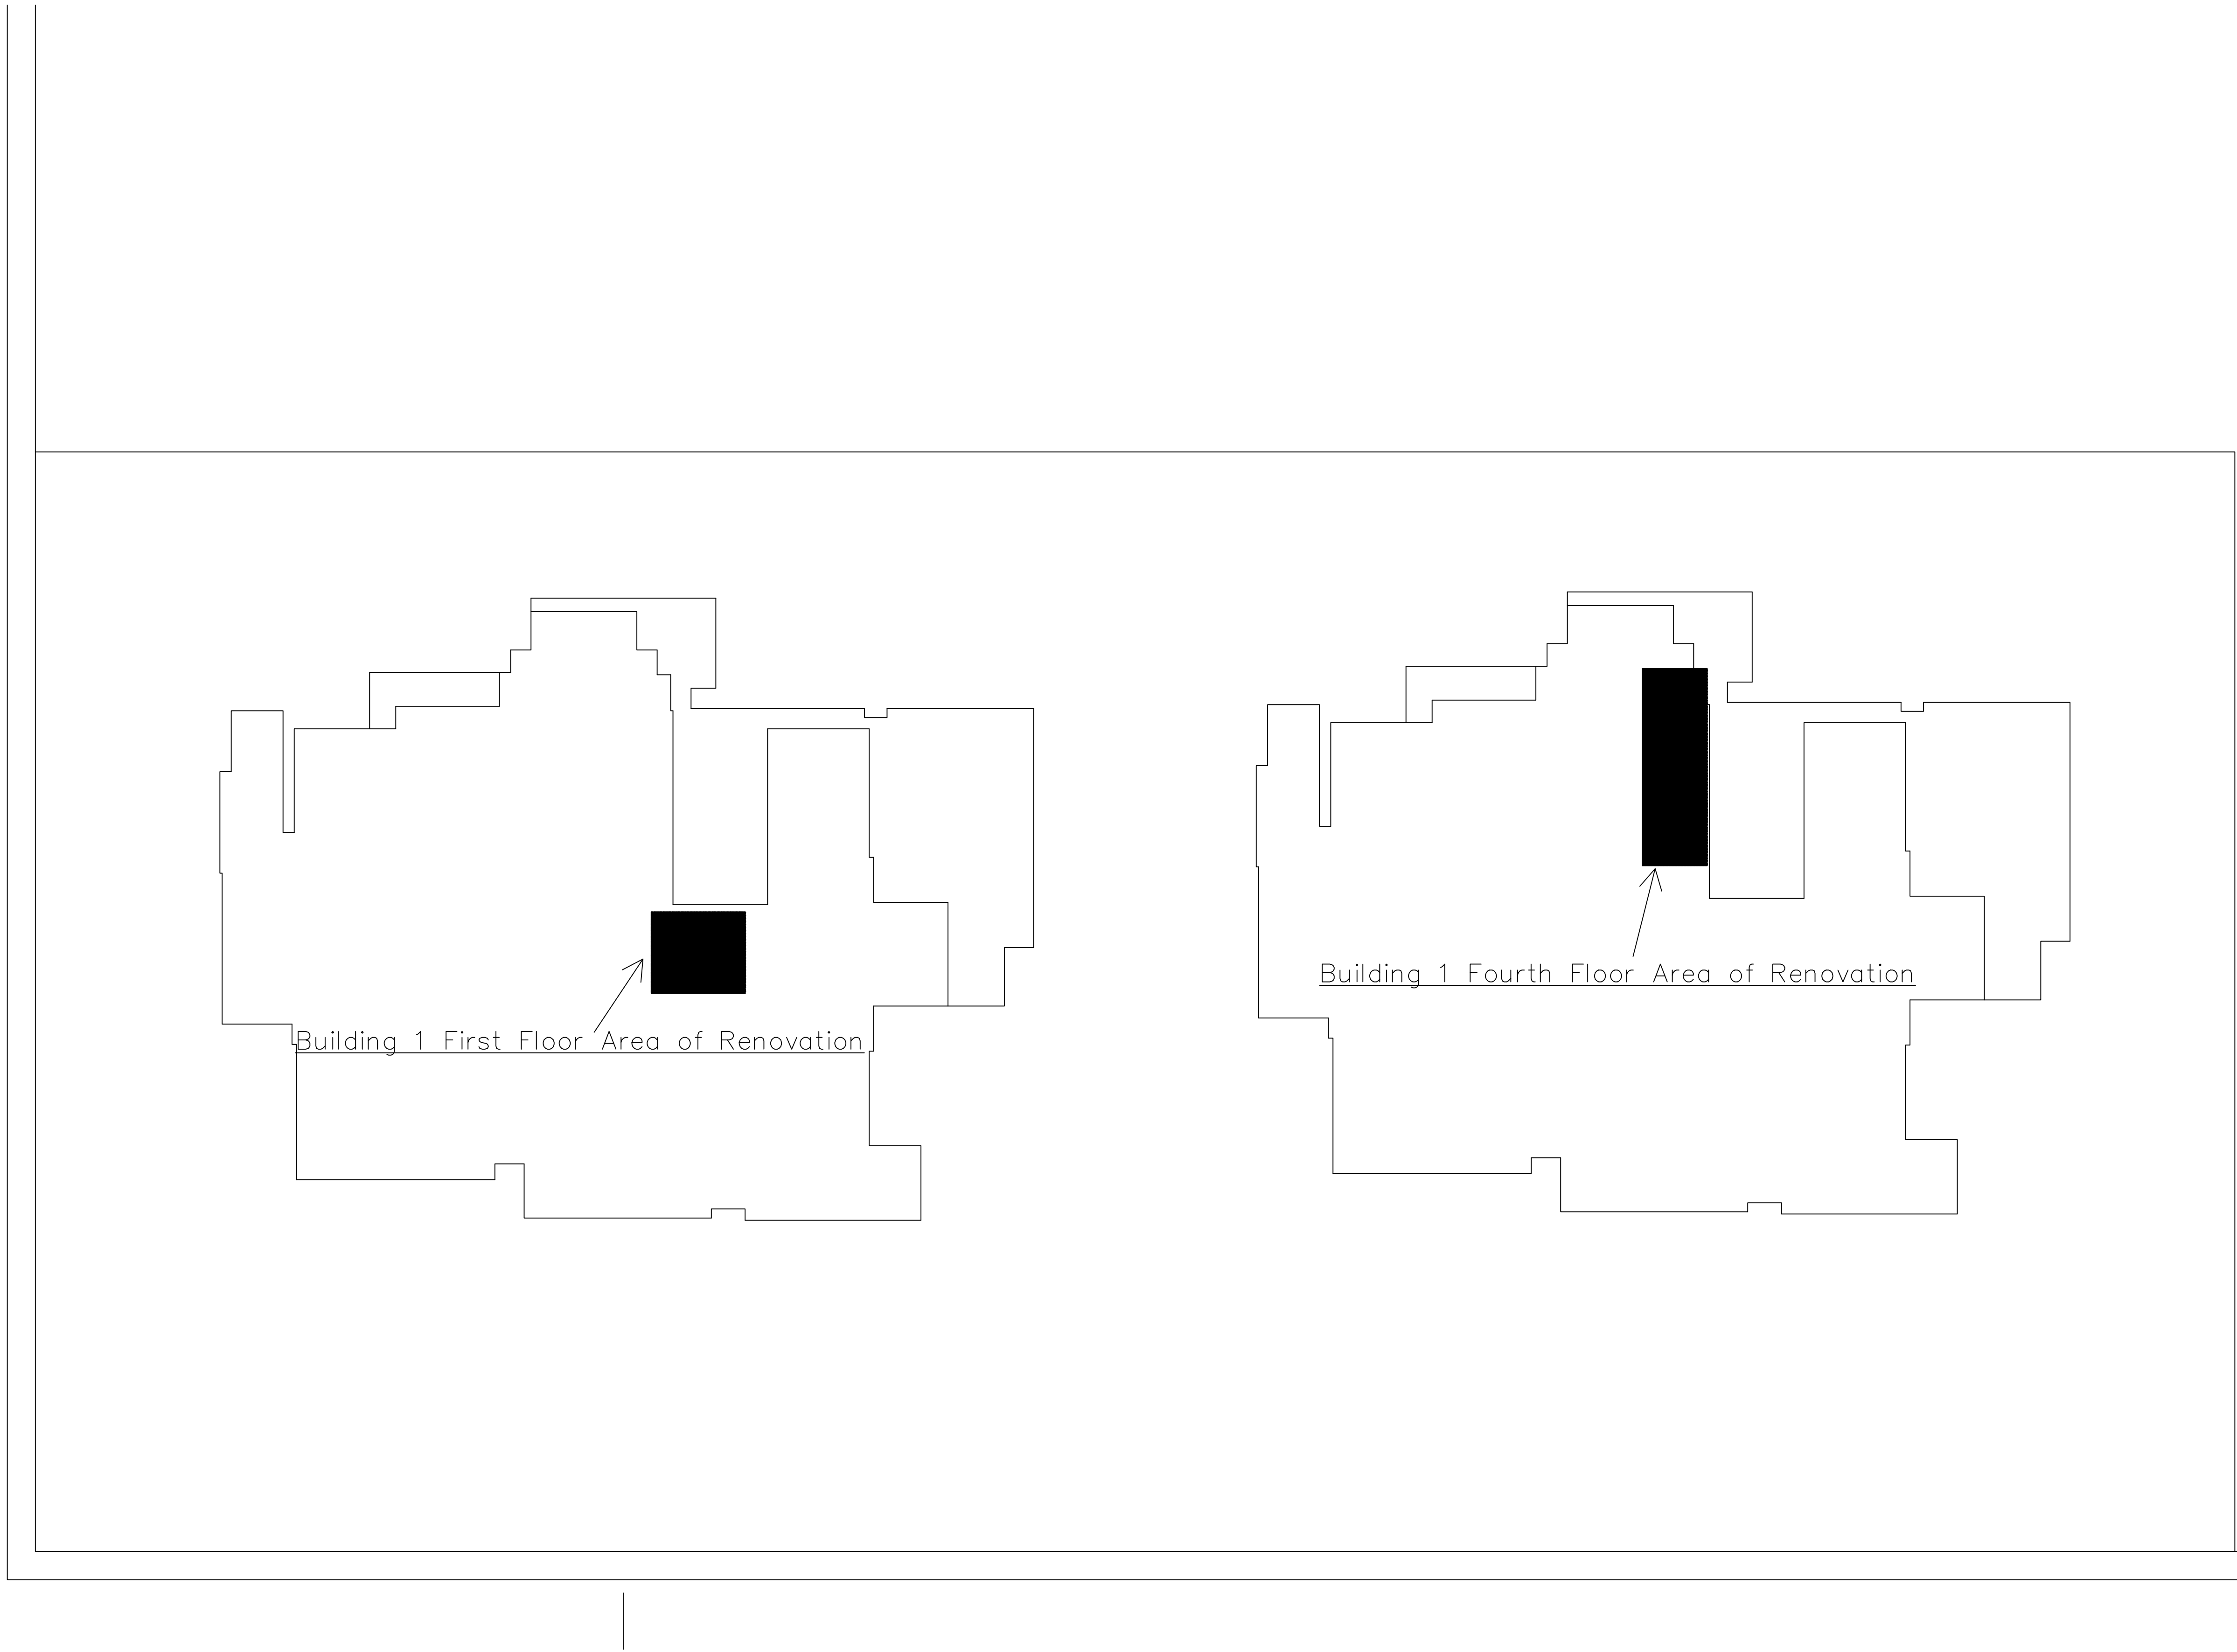 Building 1 First Floor Area of Renovation
Building 1 Fourth Floor Area of Renovation